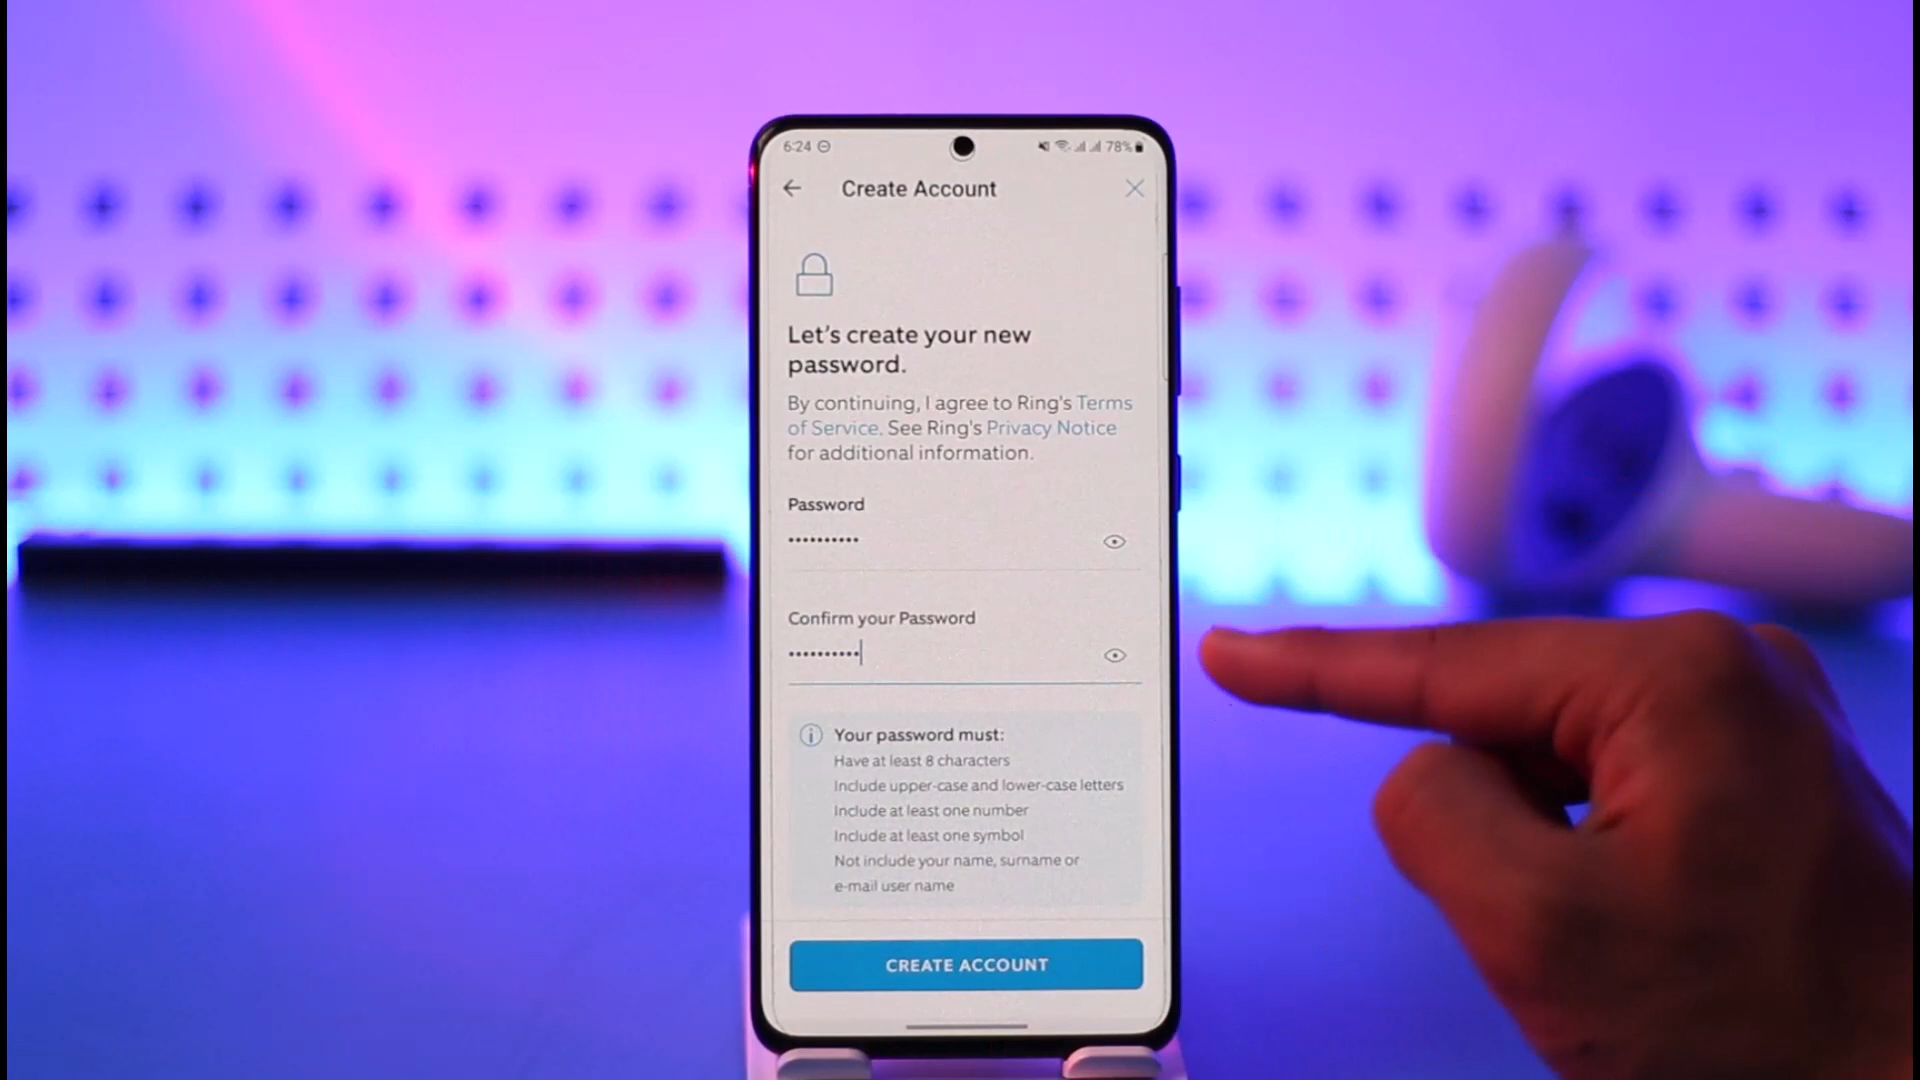 6:24
78%
Create Account
Let's create your new
password.
By continuing, I agree to Ring's Terms
of Service. See Ring's Privacy Notice
for additional information.
Password
••••••••••
Confirm your Password
••••••••••
Your password must:
Have at least 8 characters
Include upper-case and lower-case letters
Include at least one number
Include at least one symbol
Not include your name, surname or
e-mail user name
CREATE ACCOUNT